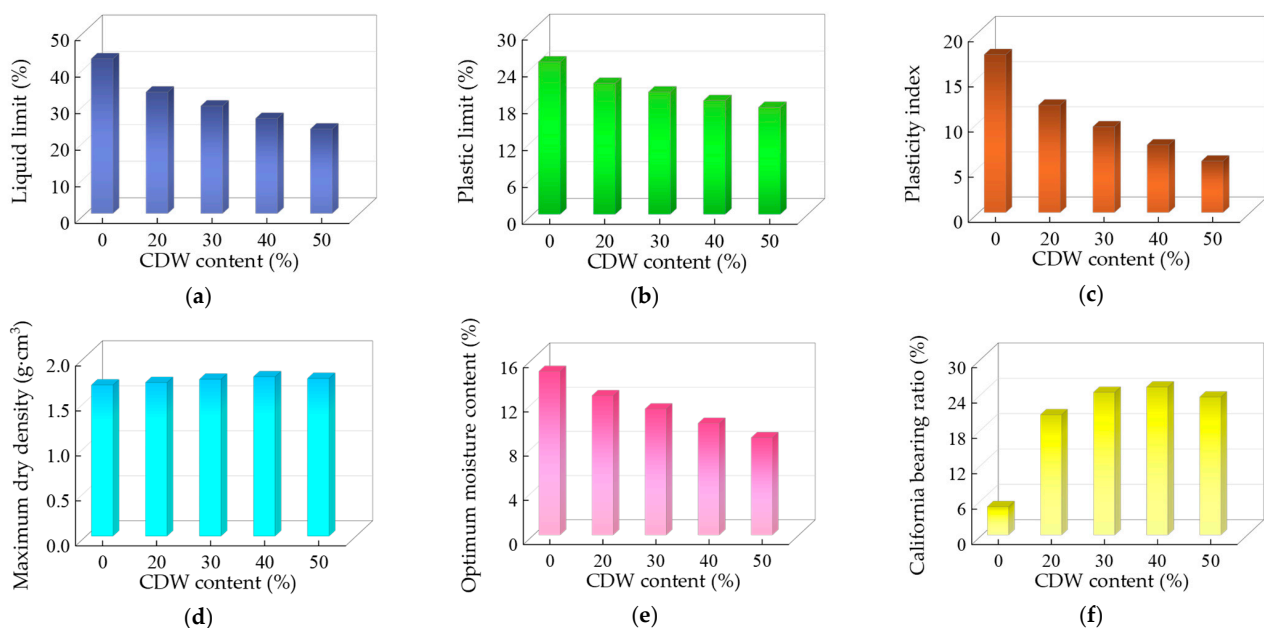 Liquid limit (%)
50
40
30
20
10
0
0 20 30 40 50
CDW content (%)
(a)
Plastic limit (%)
30
24
18
12
6
0
0 20 30 40 50
CDW content (%)
(b)
Plasticity index
20
15
10
5
0
0 20 30 40 50
CDW content (%)
(c)
Maximum dry density (g·cm³)
2.0
1.5
1.0
0.5
0.0
0 20 30 40 50
CDW content (%)
(d)
Optimum moisture content (%)
16
12
8
4
0
0 20 30 40 50
CDW content (%)
(e)
California bearing ratio (%)
30
24
18
12
6
0
0 20 30 40 50
CDW content (%)
(f)